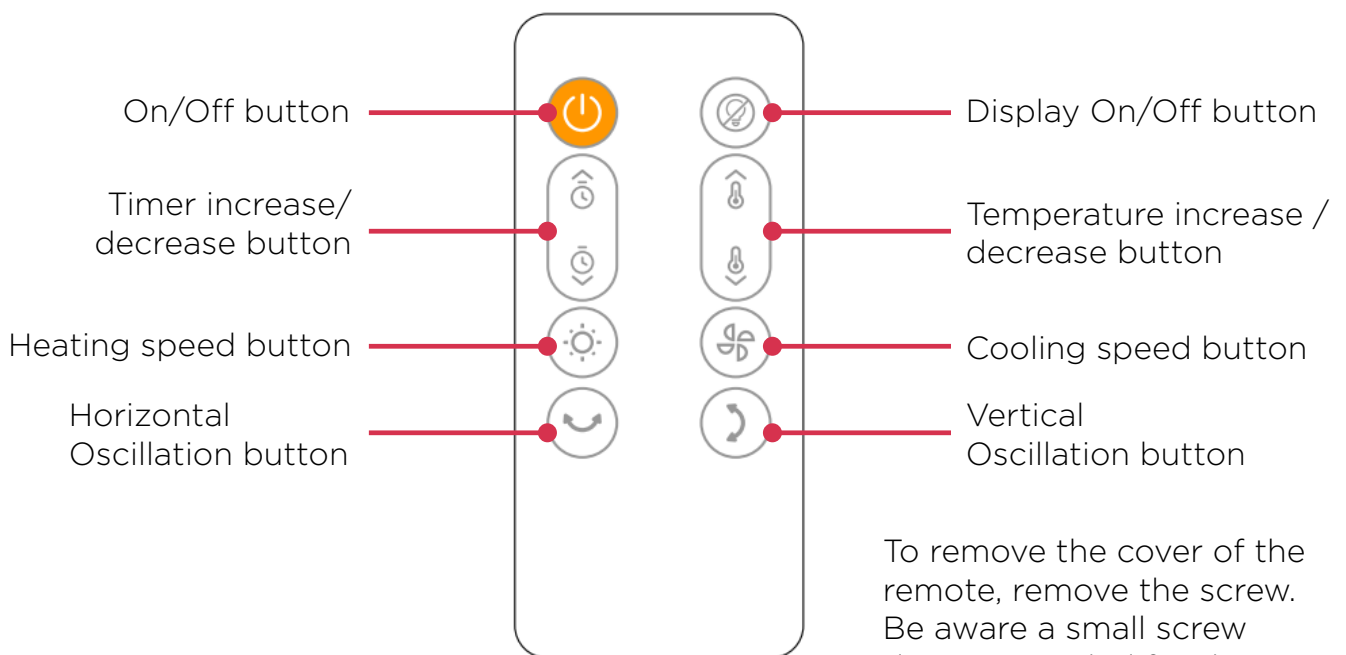 On/Off button
Display On/Off button
Timer increase/
decrease button
Temperature increase /
decrease button
Heating speed button
Cooling speed button
Horizontal
Oscillation button
Vertical
Oscillation button
To remove the cover of the
remote, remove the screw.
Be aware a small screw